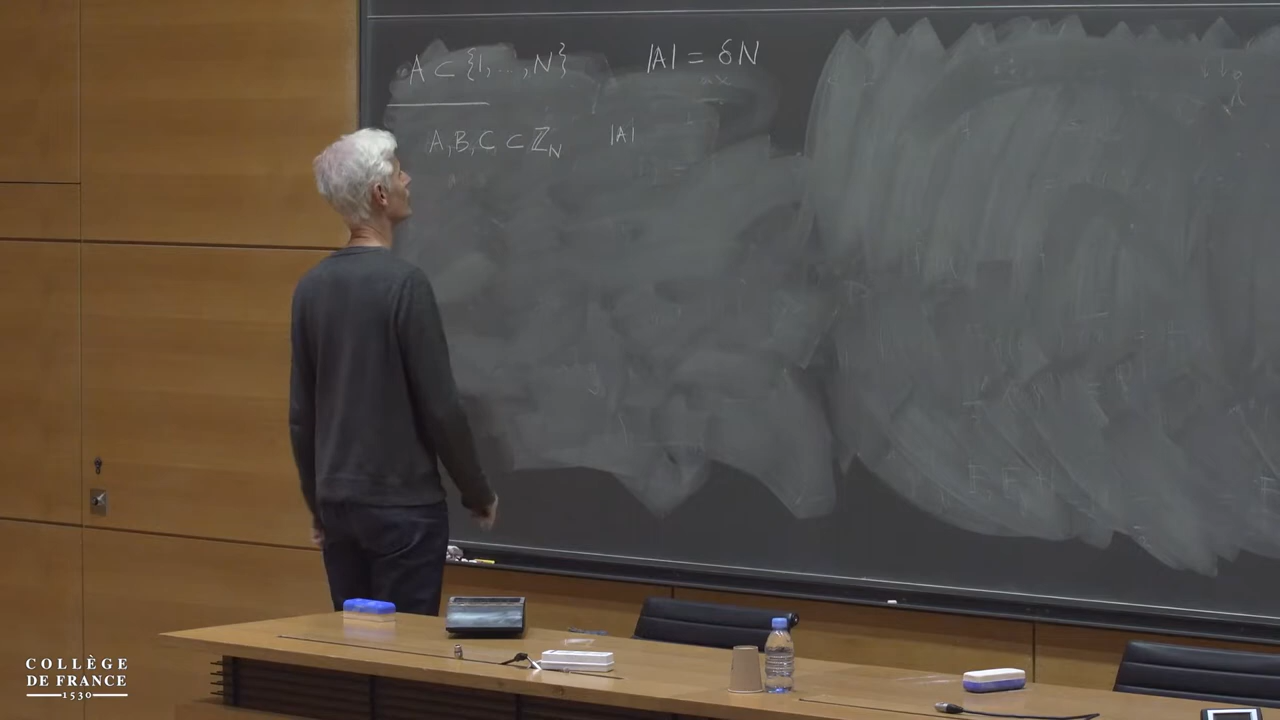 A ⊂ {1,...,N} |A| = δN
A,B,C ⊂ ℤ_N |A|
COLLÈGE
DE FRANCE
1530